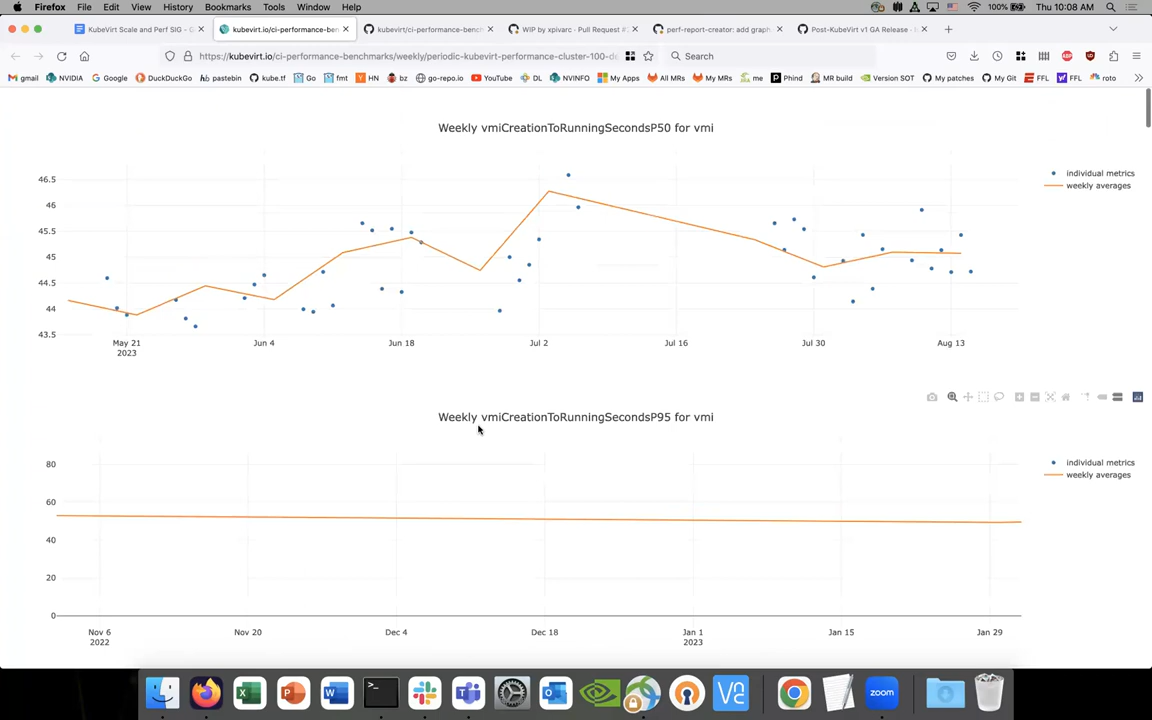 Firefox File Edit View History Bookmarks Tools Window Help 100% Thu 10:08 AM
KubeVirt Scale and Perf SIG - G
kubevirt.io/ci-performance-ben
kubevirt/ci-performance-bench
WIP by xpivarc · Pull Request #
perf-report-creator: add graph
Post-KubeVirt v1 GA Release -
https://kubevirt.io/ci-performance-benchmarks/weekly/periodic-kubevirt-performance-cluster-100-de
Search
gmail NVIDIA Google DuckDuckGo pastebin kube.tf Go fmt HN bz go-repo.io YouTube DL NVINFO My Apps All MRs My MRs me Phind MR build Version SOT My patches My Git FFL FFL roto
Weekly vmiCreationToRunningSecondsP50 for vmi
individual metrics
weekly averages
46.5
46
45.5
45
44.5
44
43.5
May 21 Jun 4 Jun 18 Jul 2 Jul 16 Jul 30 Aug 13
2023
Weekly vmiCreationToRunningSecondsP95 for vmi
individual metrics
weekly averages
80
60
40
20
0
Nov 6 Nov 20 Dec 4 Dec 18 Jan 1 Jan 15 Jan 29
2022 2023
zoom